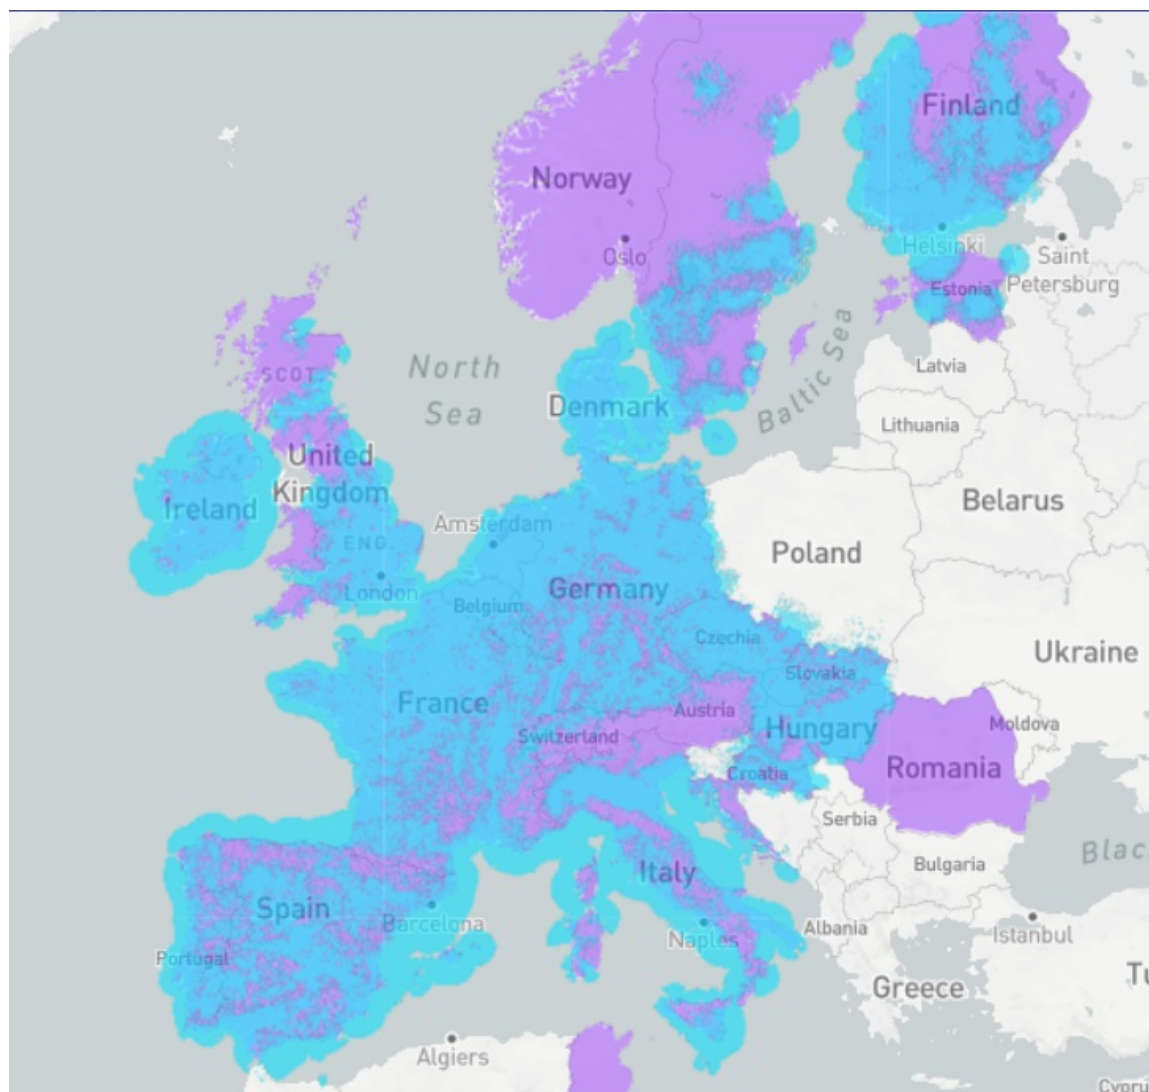 Finland
Norway
Oslo
Helsinki
Saint
Petersburg
Estonia
North
Sea
SCOT.
Baltic Sea
Latvia
Denmark
Lithuania
United
Kingdom
Ireland
Belarus
Amsterdam
ENG.
Poland
London
Germany
Belgium
Czechia
Ukraine
Slovakia
France
Austria
Moldova
Switzerland
Hungary
Romania
Croatia
Serbia
Blac
Bulgaria
Italy
Spain
Barcelona
Naples
Albania
Istanbul
Portugal
Greece
Tu
Algiers
Cypru